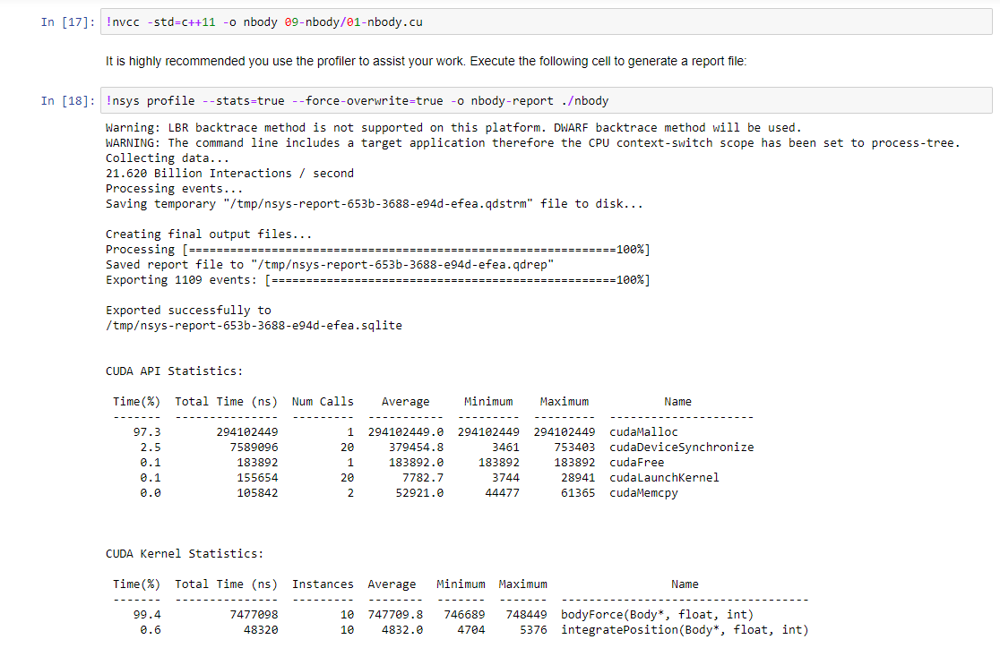 In [17]: !nvcc -std=c++11 -o nbody 09-nbody/01-nbody.cu
It is highly recommended you use the profiler to assist your work. Execute the following cell to generate a report file:
In [18]: !nsys profile --stats=true --force-overwrite=true -o nbody-report ./nbody
Warning: LBR backtrace method is not supported on this platform. DWARF backtrace method will be used.
WARNING: The command line includes a target application therefore the CPU context-switch scope has been set to process-tree.
Collecting data...
21.620 Billion Interactions / second
Processing events...
Saving temporary "/tmp/nsys-report-653b-3688-e94d-efea.qdstrm" file to disk...
Creating final output files...
Processing [==============================================================100%]
Saved report file to "/tmp/nsys-report-653b-3688-e94d-efea.qdrep"
Exporting 1109 events: [==================================================100%]
Exported successfully to
/tmp/nsys-report-653b-3688-e94d-efea.sqlite
CUDA API Statistics:
Time(%) Total Time (ns) Num Calls Average Minimum Maximum Name
------- --------------- --------- ----------- --------- --------- ---------------------
97.3 294102449 1 294102449.0 294102449 294102449 cudaMalloc
2.5 7589096 20 379454.8 3461 753403 cudaDeviceSynchronize
0.1 183892 1 183892.0 183892 183892 cudaFree
0.1 155654 20 7782.7 3744 28941 cudaLaunchKernel
0.0 105842 2 52921.0 44477 61365 cudaMemcpy
CUDA Kernel Statistics:
Time(%) Total Time (ns) Instances Average Minimum Maximum Name
------- --------------- --------- -------- ------- ------- ------------------------------------
99.4 7477098 10 747709.8 746689 748449 bodyForce(Body*, float, int)
0.6 48320 10 4832.0 4704 5376 integratePosition(Body*, float, int)